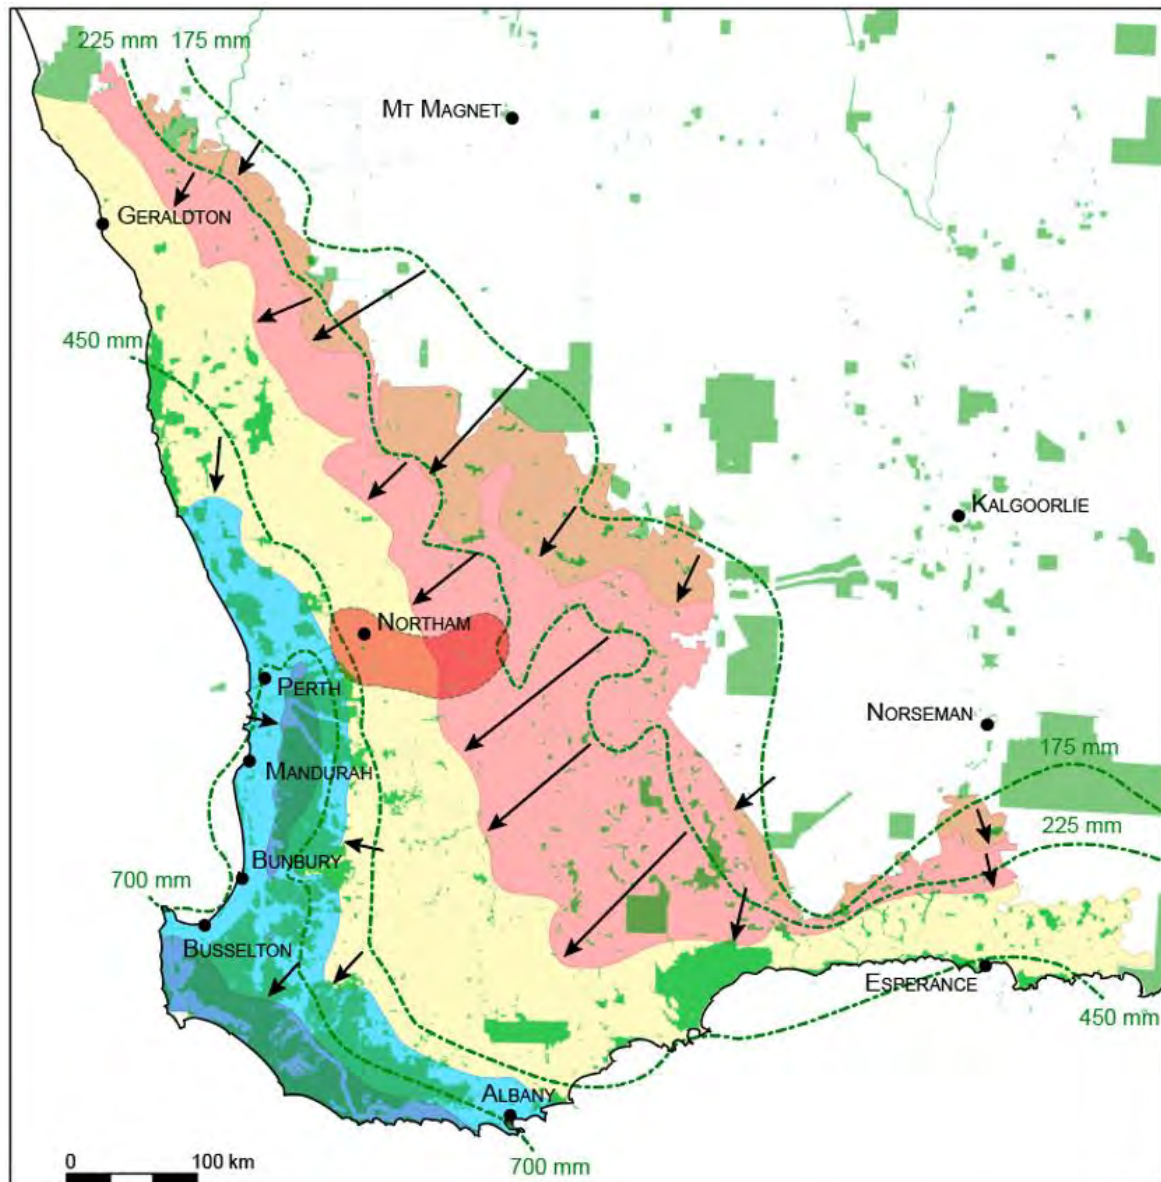 225 mm
175 mm
MT MAGNET
GERALDTON
450 mm
KALGOORLIE
NORTHAM
PERTH
NORSEMAN
175 mm
MANDURAH
225 mm
BUNBURY
700 mm
BUSSELTON
ESPERANCE
450 mm
ALBANY
700 mm
0 100 km